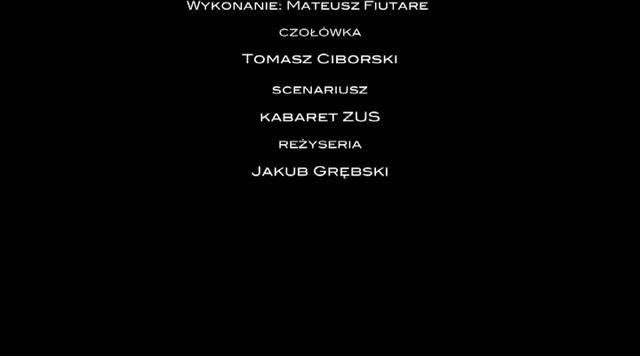 Wykonanie: Mateusz Fiutare
czołówka
Tomasz Ciborski
scenariusz
kabaret ZUS
reżyseria
Jakub Grębski